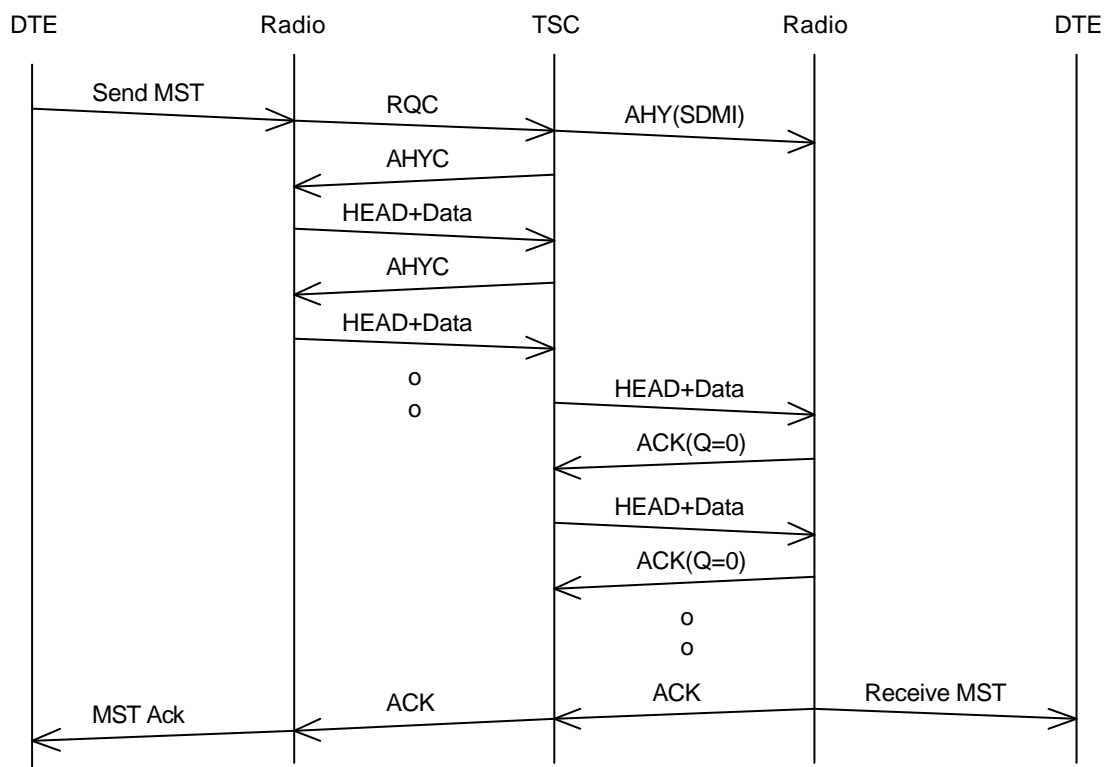 DTE Radio TSC Radio DTE
Send MST
RQC
AHY(SDMI)
AHYC
HEAD+Data
AHYC
HEAD+Data
o
o
HEAD+Data
ACK(Q=0)
HEAD+Data
ACK(Q=0)
o
o
MST Ack
ACK
ACK
Receive MST